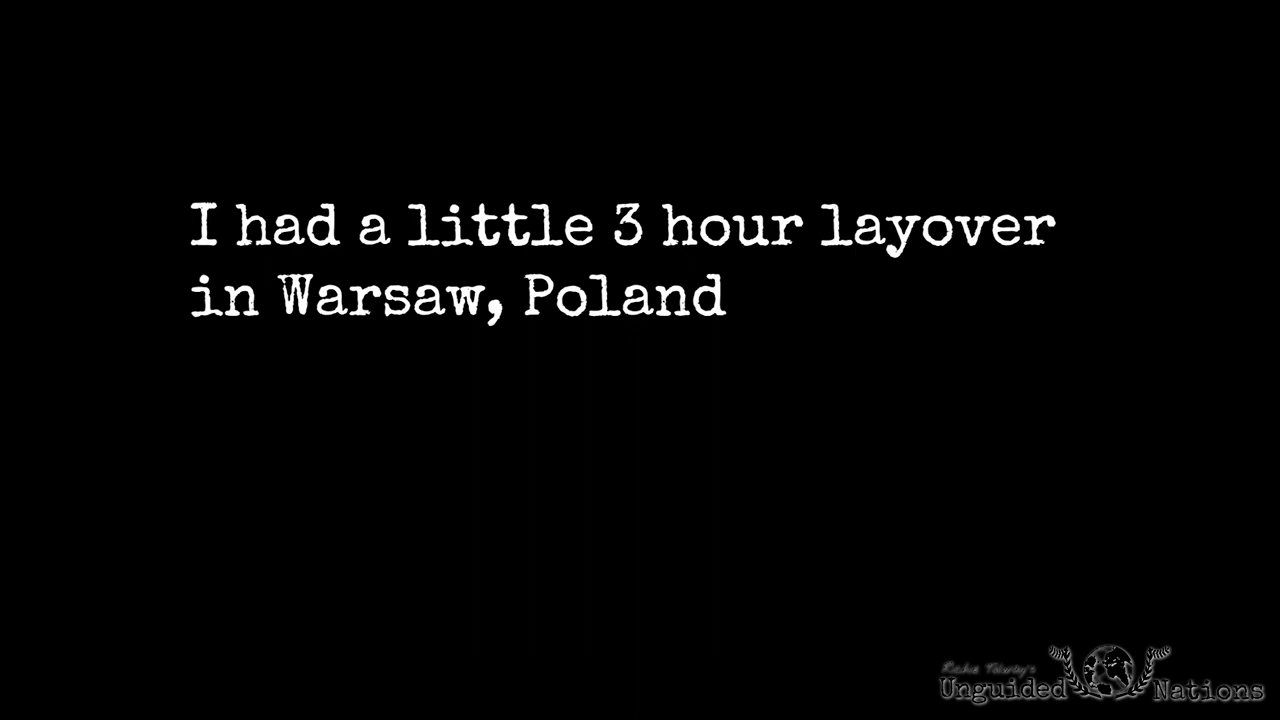 I had a little 3 hour layover
in Warsaw, Poland
Unguided Nations